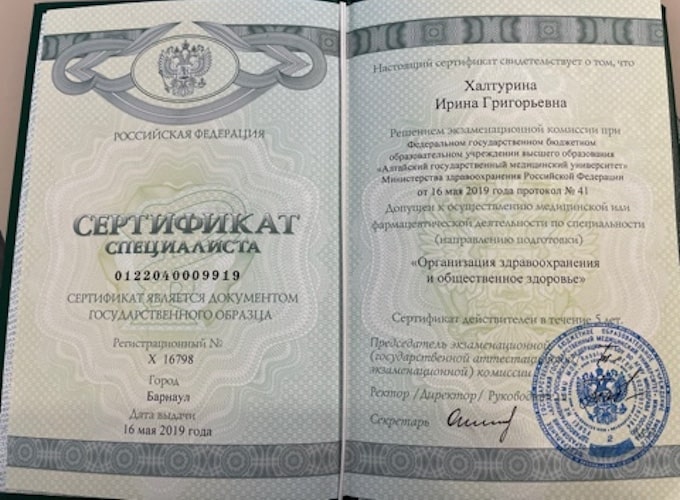 РОССИЙСКАЯ ФЕДЕРАЦИЯ
СЕРТИФИКАТ
СПЕЦИАЛИСТА
0122040009919
СЕРТИФИКАТ ЯВЛЯЕТСЯ ДОКУМЕНТОМ
ГОСУДАРСТВЕННОГО ОБРАЗЦА
Регистрационный №
X 16798
Город
Барнаул
Дата выдачи
16 мая 2019 года
Настоящий сертификат свидетельствует о том, что
Халтурина
Ирина Григорьевна
Решением экзаменационной комиссии при
Федеральном государственном бюджетном
образовательном учреждении высшего образования
«Алтайский государственный медицинский университет»
Министерства здравоохранения Российской Федерации
от 16 мая 2019 года протокол № 41
Допущен к осуществлению медицинской или
фармацевтической деятельности по специальности
(направлению подготовки)
«Организация здравоохранения
и общественное здоровье»
Сертификат действителен в течение 5 лет.
Председатель экзаменационной
(государственной аттестац
экзаменационной) комиссии
Ректор /Директор/ Руковод
Секретарь
2